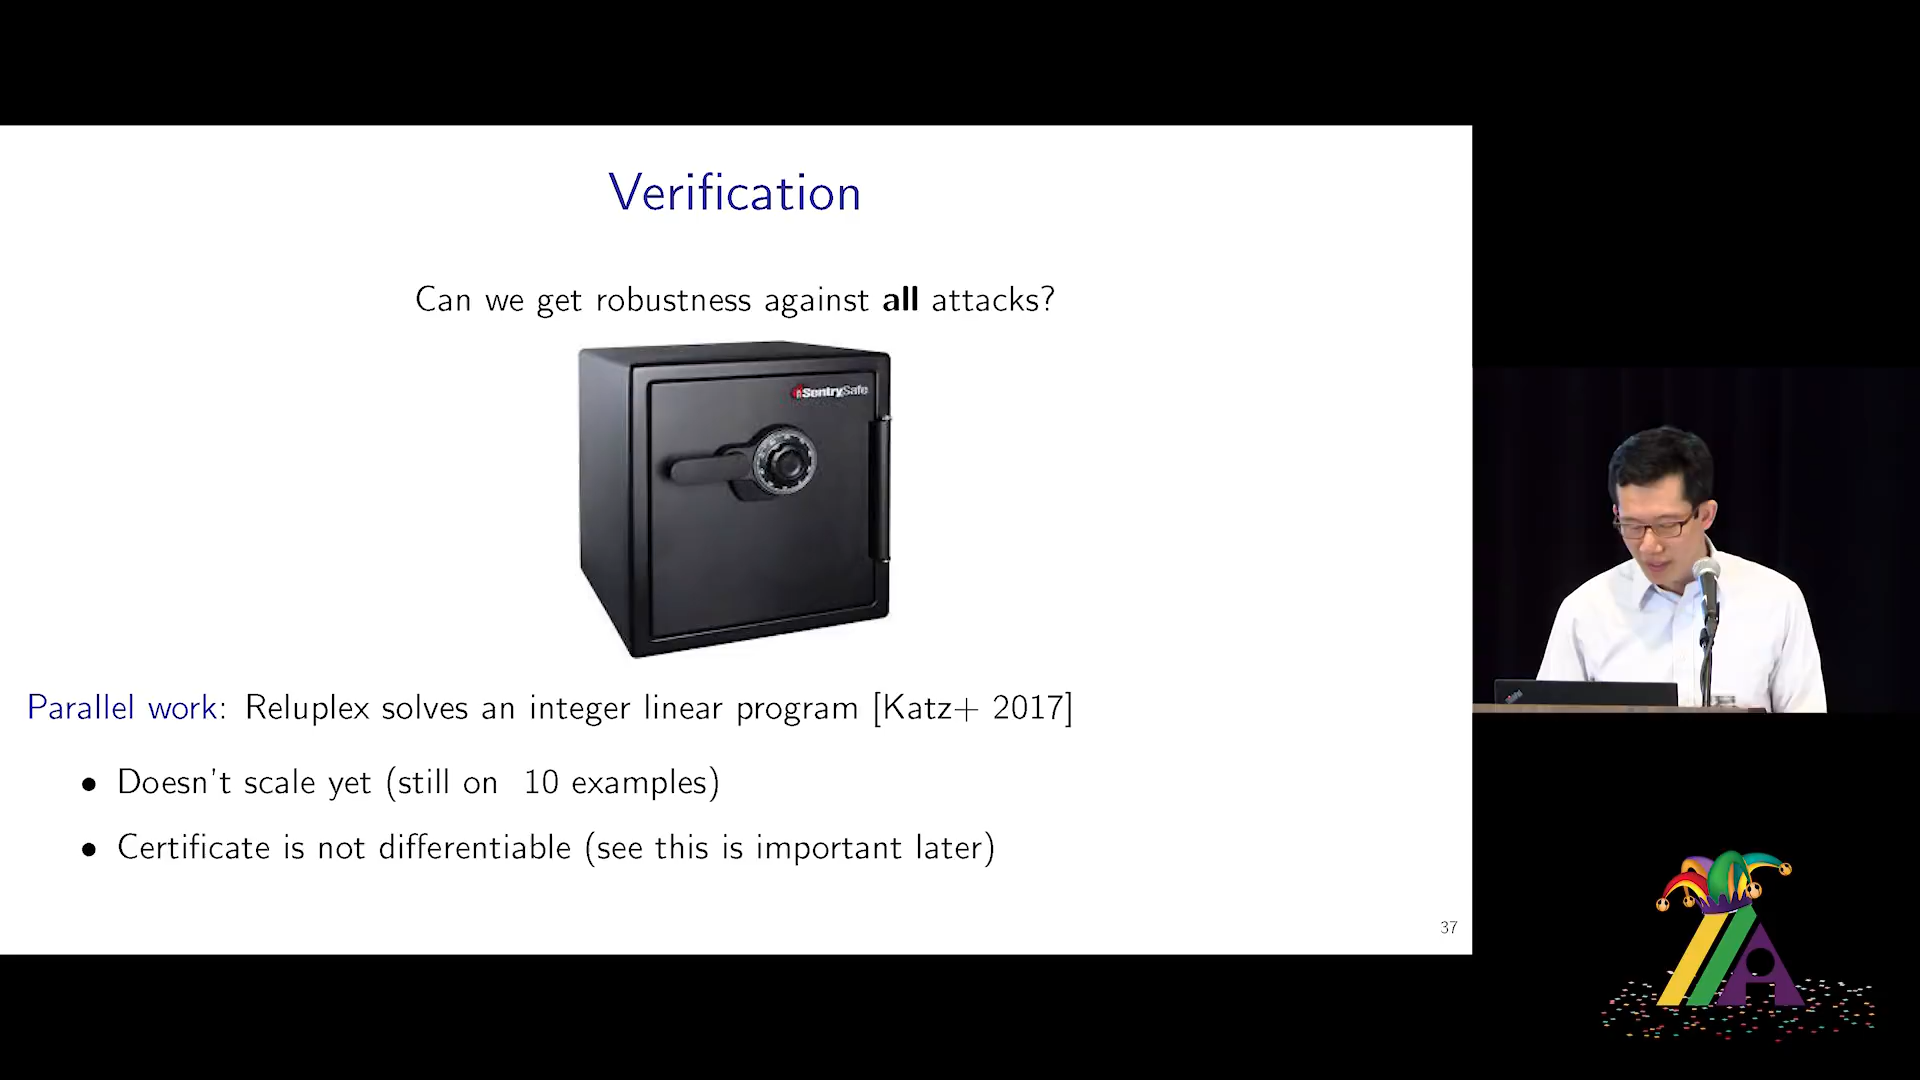 Verification
Can we get robustness against all attacks?
SentrySafe
Parallel work: Reluplex solves an integer linear program [Katz+ 2017]
• Doesn't scale yet (still on 10 examples)
• Certificate is not differentiable (see this is important later)
37